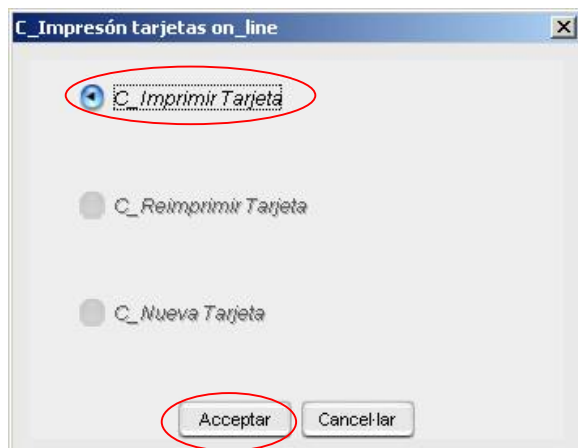 C_Impresón tarjetas on_line
C_Imprimir Tarjeta
C_Reimprimir Tarjeta
C_Nueva Tarjeta
Acceptar Cancel·lar